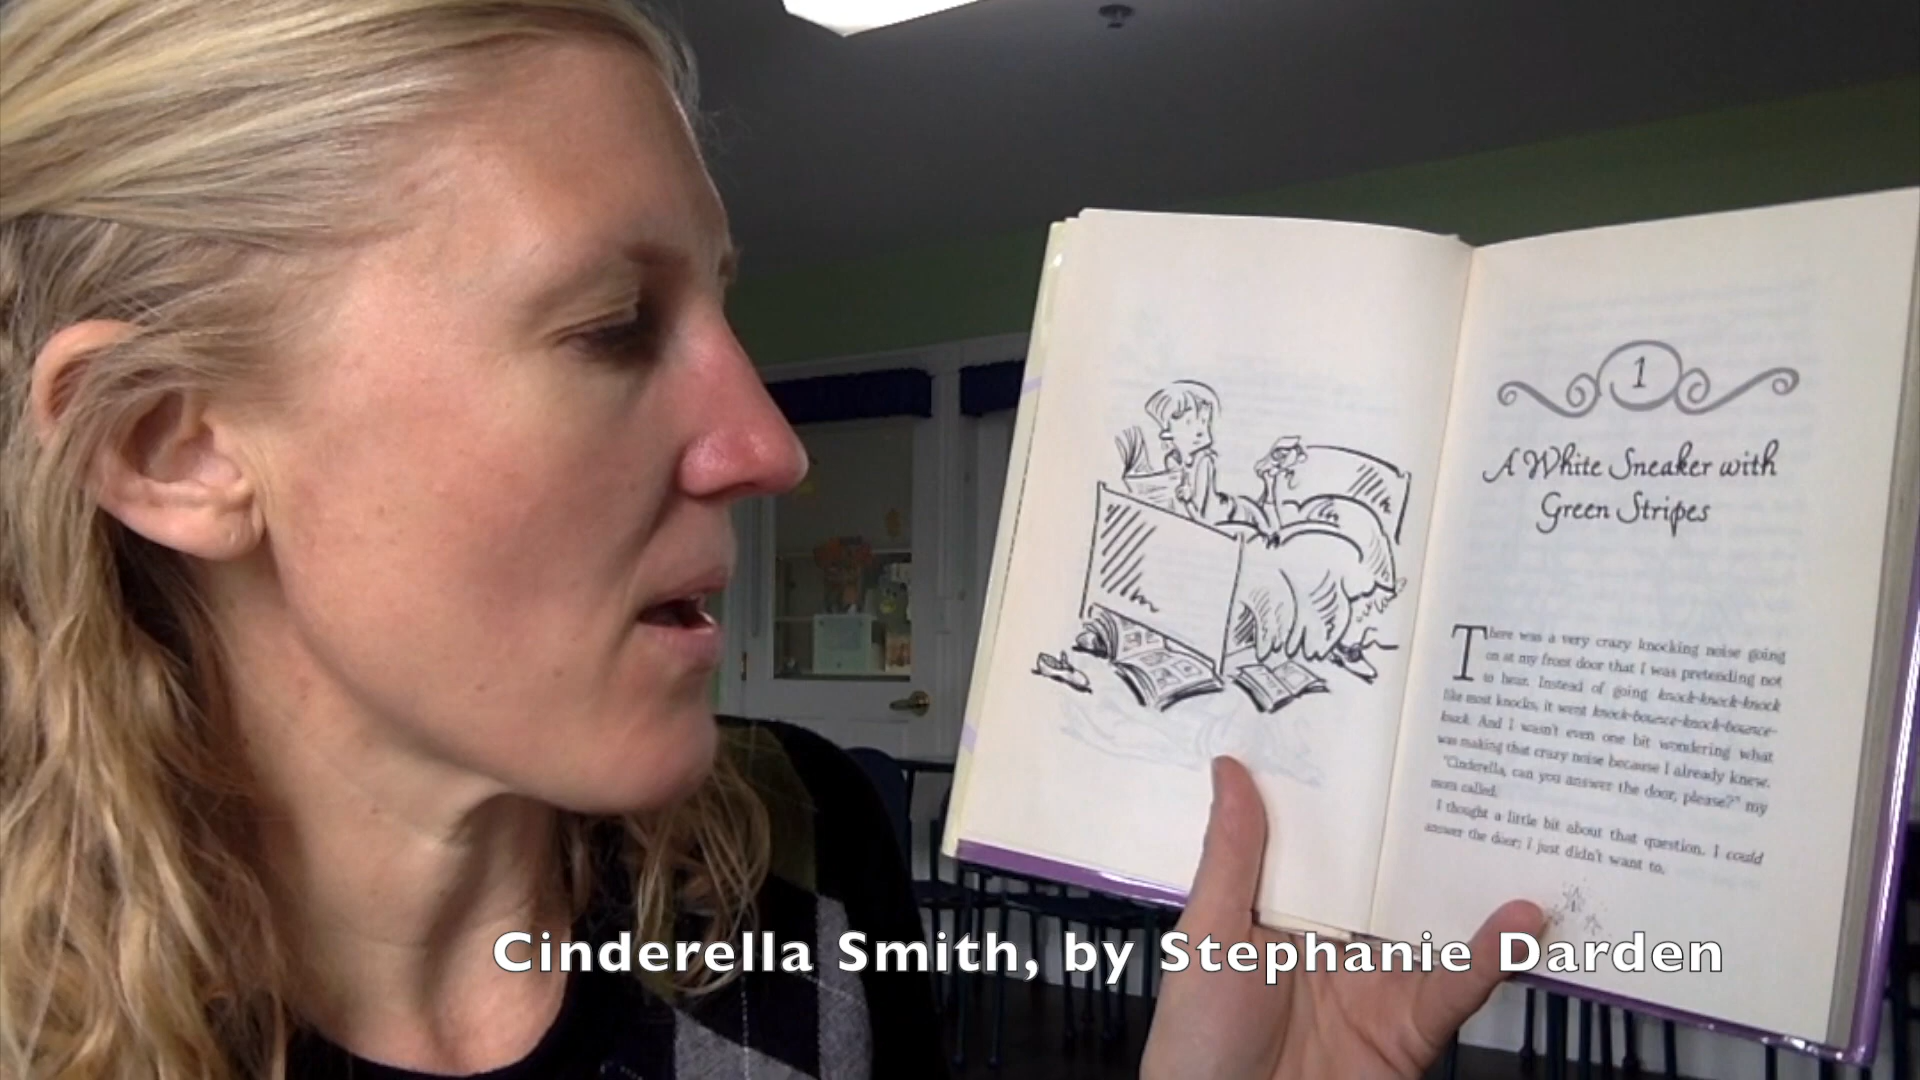 1
A White Sneaker with
Green Stripes
There was a very crazy knocking noise going
on at my front door that I was pretending not
to hear. Instead of going knock-knock-knock
like most knocks, it went knock-bounce-knock-bounce-
knock. And I wasn't even one bit wondering what
was making that crazy noise because I already knew.
"Cinderella, can you answer the door, please?" my
mom called.
I thought a little bit about that question. I could
answer the door; I just didn't want to.
Cinderella Smith, by Stephanie Darden